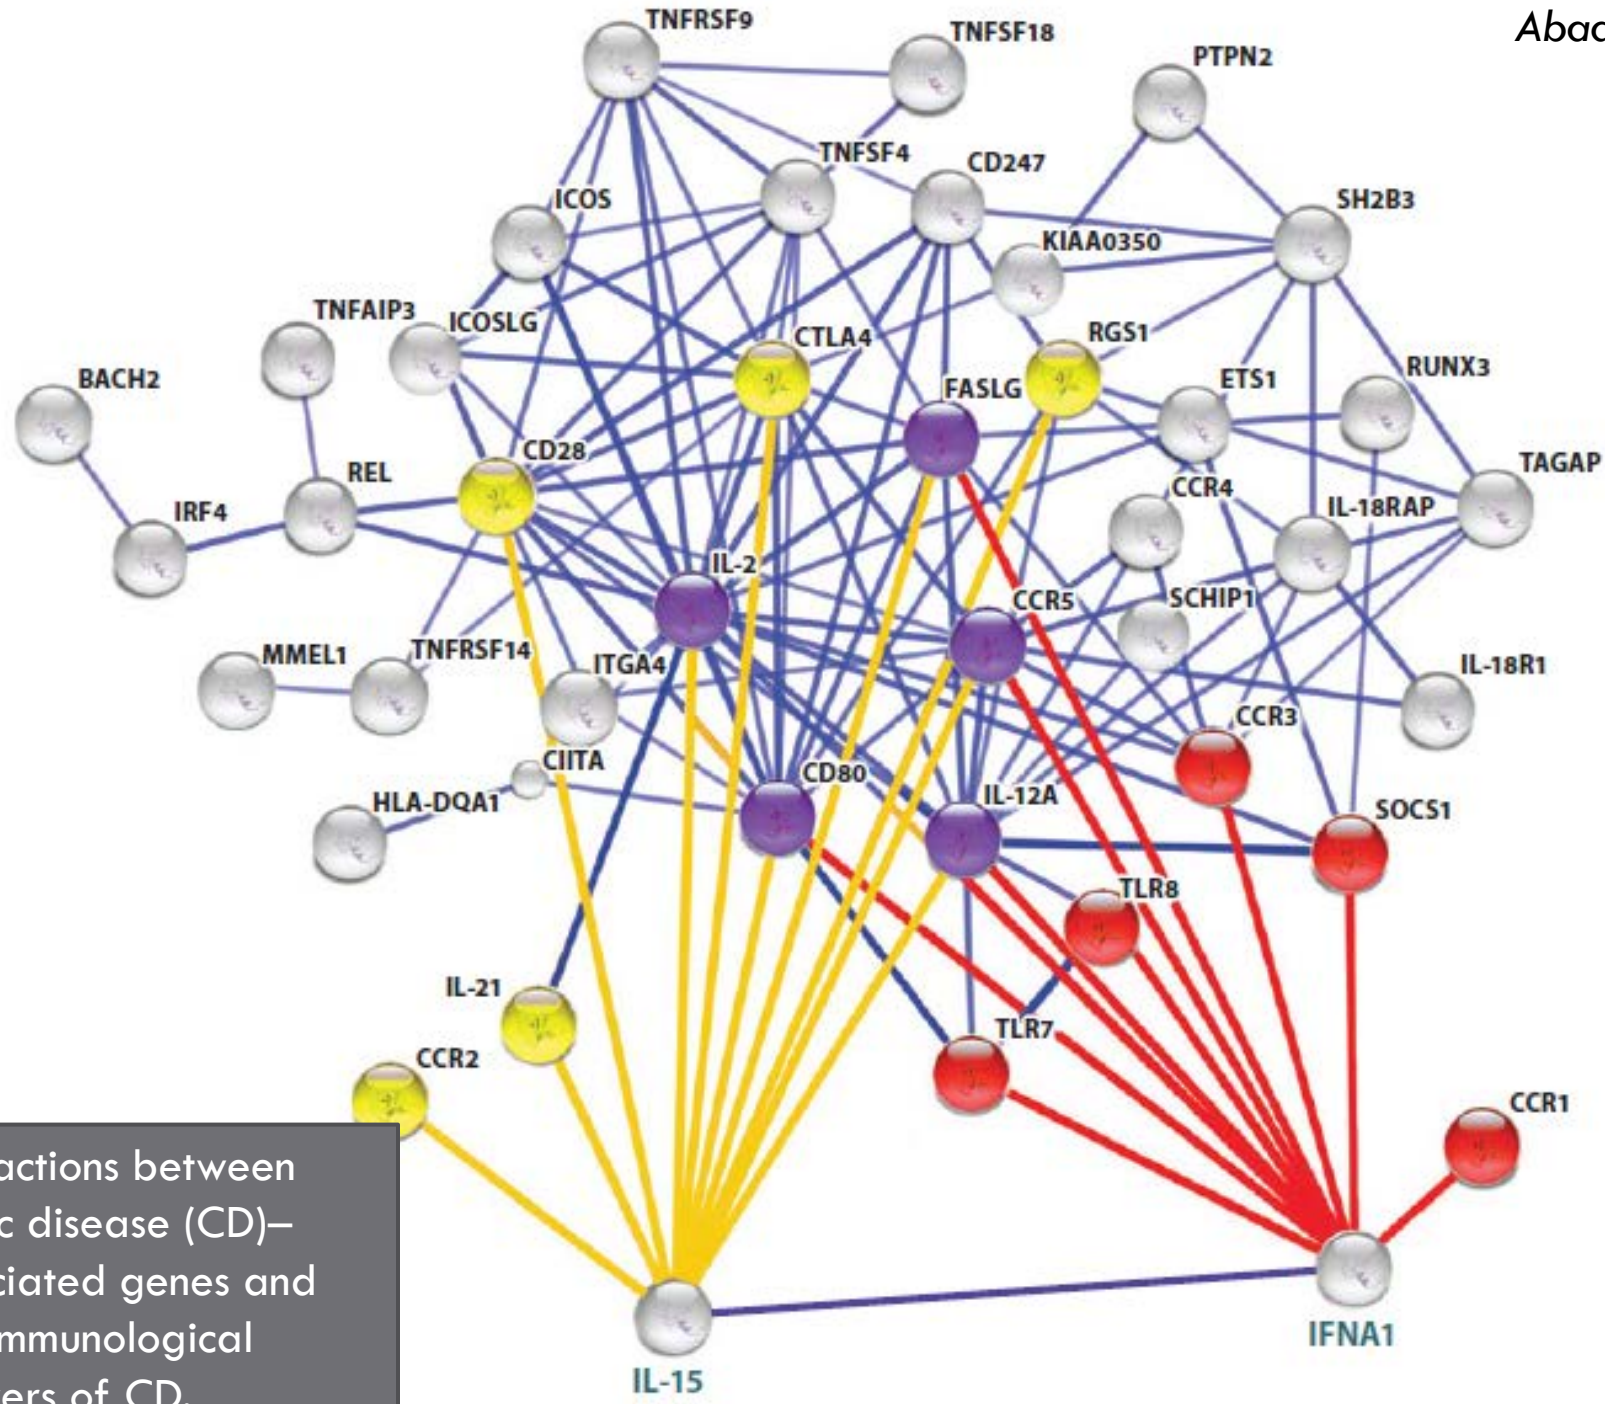 TNFRSF9
TNFSF18
PTPN2
TNFSF4
CD247
ICOS
SH2B3
KIAA0350
TNFAIP3
ICOSLG
CTLA4
RGS1
RUNX3
BACH2
FASLG
ETS1
CD28
TAGAP
REL
CCR4
IL-18RAP
IRF4
IL-2
CCR5
SCHIP1
MMEL1
TNFRSF14
ITGA4
IL-18R1
CCR3
CIITA
CD80
IL-12A
HLA-DQA1
SOCS1
TLR8
IL-21
TLR7
CCR2
CCR1
actions between
c disease (CD)–
ciated genes and
mmunological
ers of CD.
IFNA1
IL-15